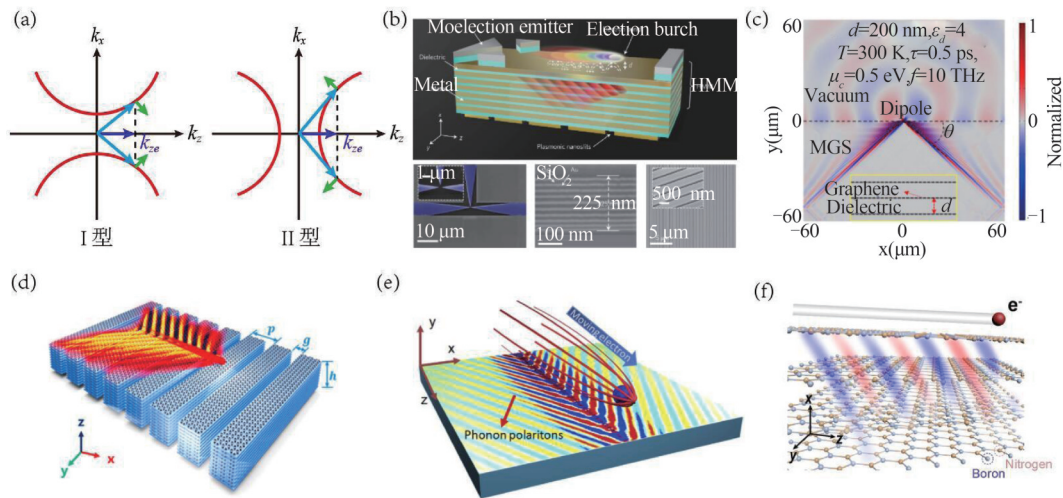 (a)
k_x
k_x
k_z
k_z
k_ze
k_ze
I 型
II 型
(b)
Moelection emitter
Election burch
Dielectric
Metal
HMM
Plasmonic nanoslits
1 μm
10 μm
SiO₂
225 nm
100 nm
500 nm
5 μm
(c)
d=200 nm,ε_d=4
T=300 K,τ=0.5 ps,
μ_c=0.5 eV,f=10 THz
Vacuum
Dipole
θ
MGS
Graphene
Dielectric
d
60
0
−60
y(μm)
−60
0
60
x(μm)
1
0
−1
Normalized
(d)
p
g
h
z
y
x
(e)
y
x
z
Moving electron
Phonon polaritons
(f)
e⁻
x
y
z
Nitrogen
Boron